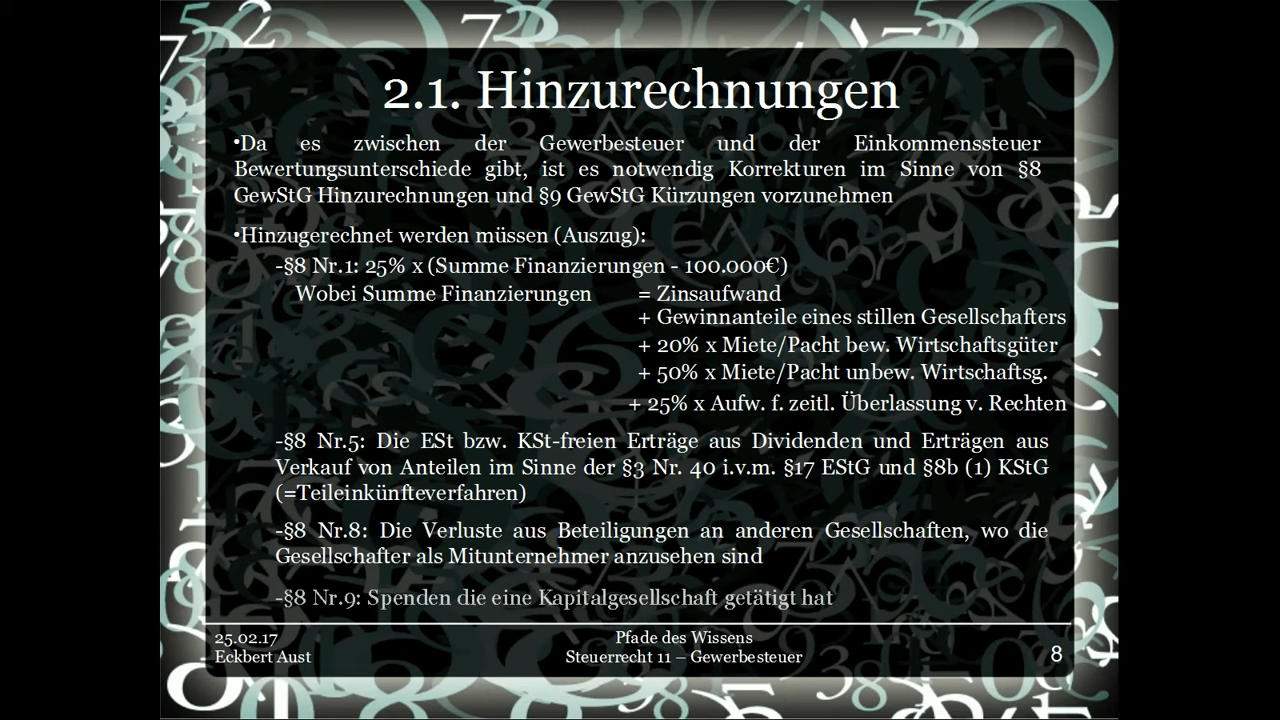 2.1. Hinzurechnungen
•Da es zwischen der Gewerbesteuer und der Einkommenssteuer
Bewertungsunterschiede gibt, ist es notwendig Korrekturen im Sinne von §8
GewStG Hinzurechnungen und §9 GewStG Kürzungen vorzunehmen
•Hinzugerechnet werden müssen (Auszug):
-§8 Nr.1: 25% x (Summe Finanzierungen - 100.000€)
Wobei Summe Finanzierungen = Zinsaufwand
+ Gewinnanteile eines stillen Gesellschafters
+ 20% x Miete/Pacht bew. Wirtschaftsgüter
+ 50% x Miete/Pacht unbew. Wirtschaftsg.
+ 25% x Aufw. f. zeitl. Überlassung v. Rechten
-§8 Nr.5: Die ESt bzw. KSt-freien Erträge aus Dividenden und Erträgen aus
Verkauf von Anteilen im Sinne der §3 Nr. 40 i.v.m. §17 EStG und §8b (1) KStG
(=Teileinkünfteverfahren)
-§8 Nr.8: Die Verluste aus Beteiligungen an anderen Gesellschaften, wo die
Gesellschafter als Mitunternehmer anzusehen sind
-§8 Nr.9: Spenden die eine Kapitalgesellschaft getätigt hat
25.02.17
Eckbert Aust
Pfade des Wissens
Steuerrecht 11 – Gewerbesteuer
8